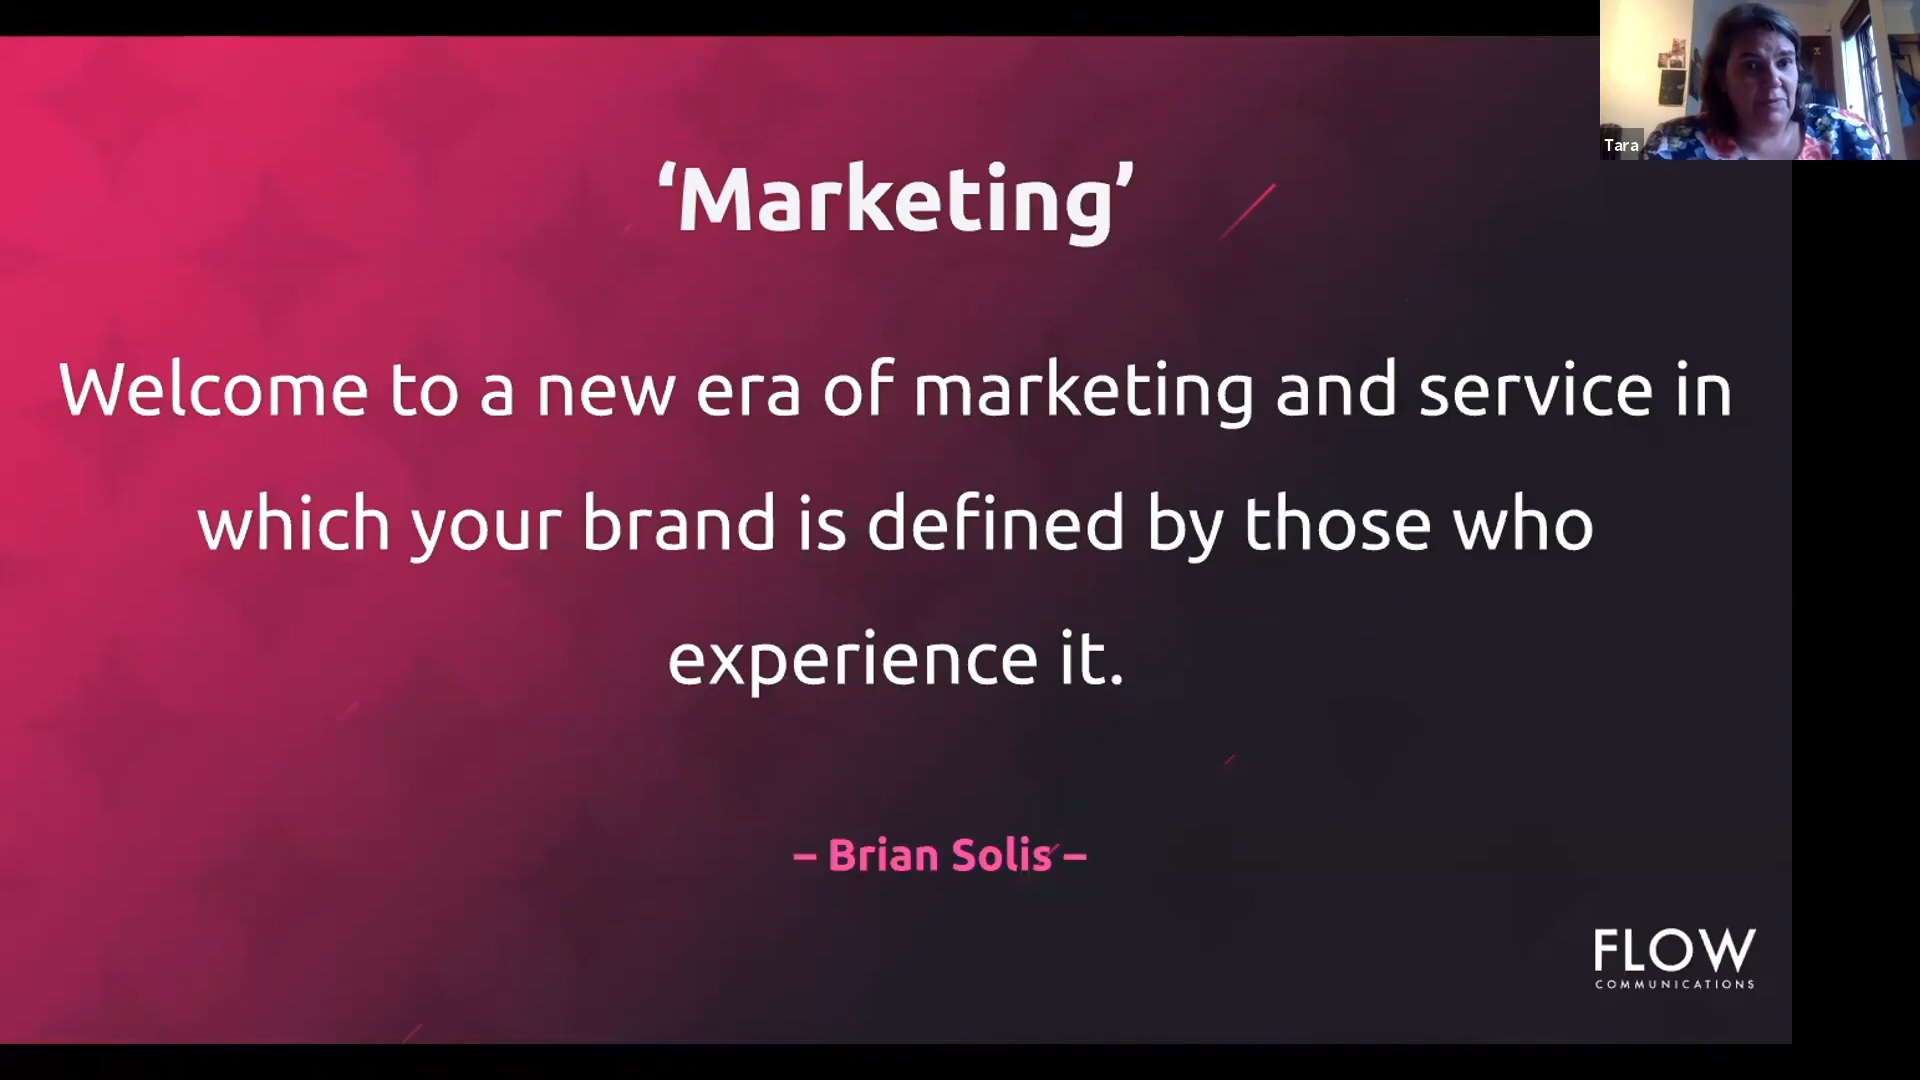 Tara
‘Marketing’
Welcome to a new era of marketing and service in
which your brand is defined by those who
experience it.
– Brian Solis –
FLOW
COMMUNICATIONS